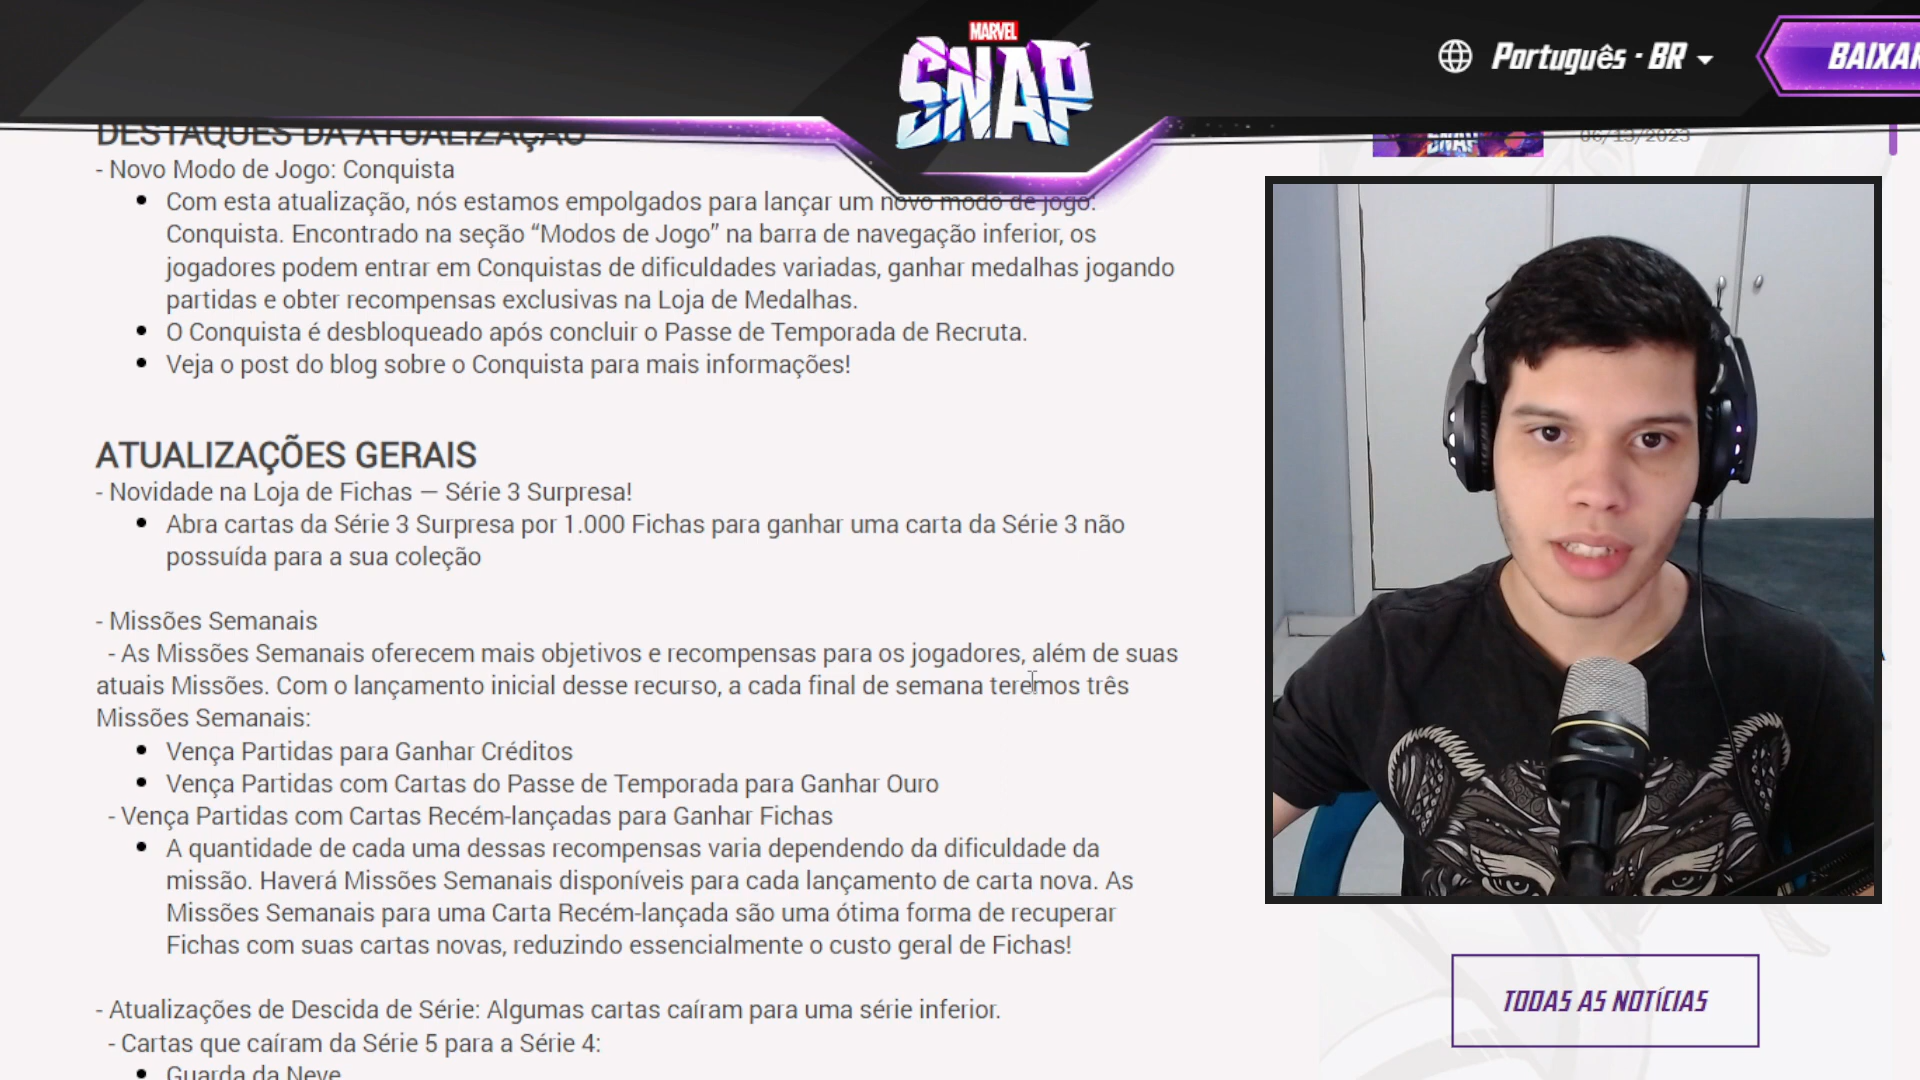 MARVEL
SNAP
Português · BR
BAIXAR
DESTAQUES DA ATUALIZAÇÃO
06/13/2023
- Novo Modo de Jogo: Conquista
• Com esta atualização, nós estamos empolgados para lançar um novo modo de jogo:
Conquista. Encontrado na seção “Modos de Jogo” na barra de navegação inferior, os
jogadores podem entrar em Conquistas de dificuldades variadas, ganhar medalhas jogando
partidas e obter recompensas exclusivas na Loja de Medalhas.
• O Conquista é desbloqueado após concluir o Passe de Temporada de Recruta.
• Veja o post do blog sobre o Conquista para mais informações!
ATUALIZAÇÕES GERAIS
- Novidade na Loja de Fichas — Série 3 Surpresa!
• Abra cartas da Série 3 Surpresa por 1.000 Fichas para ganhar uma carta da Série 3 não
possuída para a sua coleção
- Missões Semanais
- As Missões Semanais oferecem mais objetivos e recompensas para os jogadores, além de suas
atuais Missões. Com o lançamento inicial desse recurso, a cada final de semana teremos três
Missões Semanais:
• Vença Partidas para Ganhar Créditos
• Vença Partidas com Cartas do Passe de Temporada para Ganhar Ouro
- Vença Partidas com Cartas Recém-lançadas para Ganhar Fichas
• A quantidade de cada uma dessas recompensas varia dependendo da dificuldade da
missão. Haverá Missões Semanais disponíveis para cada lançamento de carta nova. As
Missões Semanais para uma Carta Recém-lançada são uma ótima forma de recuperar
Fichas com suas cartas novas, reduzindo essencialmente o custo geral de Fichas!
- Atualizações de Descida de Série: Algumas cartas caíram para uma série inferior.
- Cartas que caíram da Série 5 para a Série 4:
• Guarda da Neve
TODAS AS NOTÍCIAS